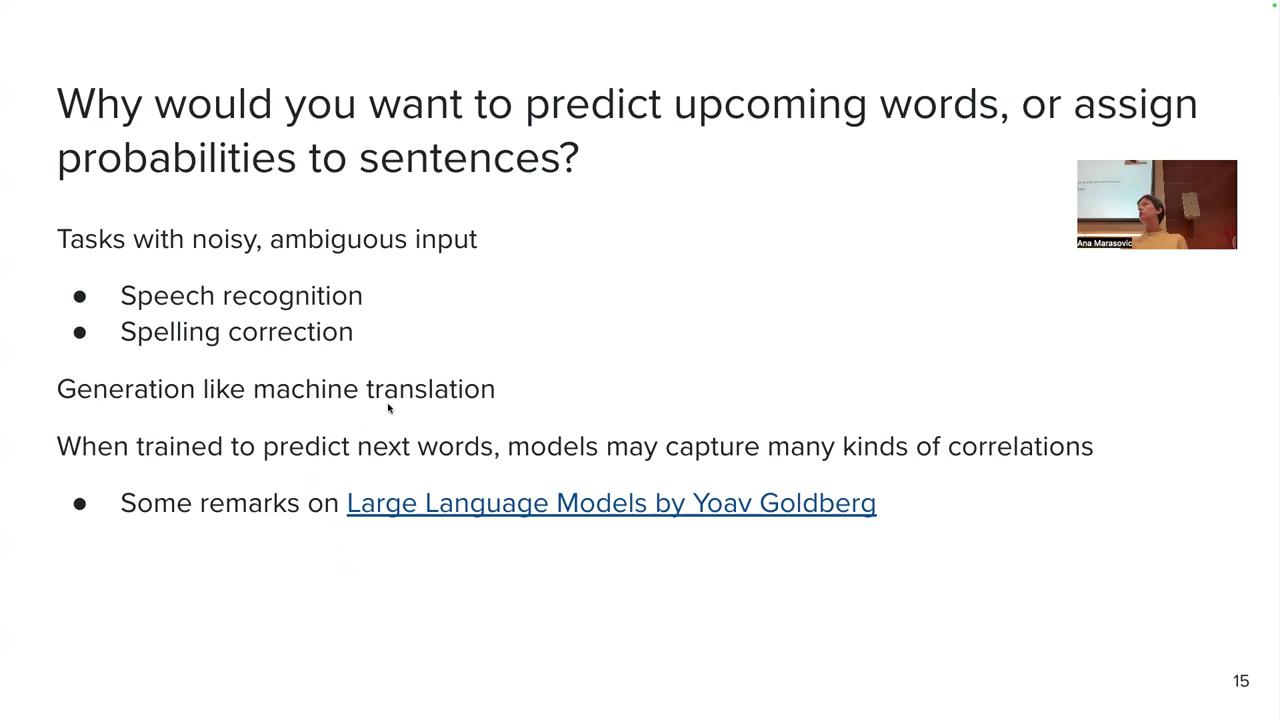 Why would you want to predict upcoming words, or assign
probabilities to sentences?
Tasks with noisy, ambiguous input
● Speech recognition
● Spelling correction
Generation like machine translation
When trained to predict next words, models may capture many kinds of correlations
● Some remarks on Large Language Models by Yoav Goldberg
Ana Marasovic
15